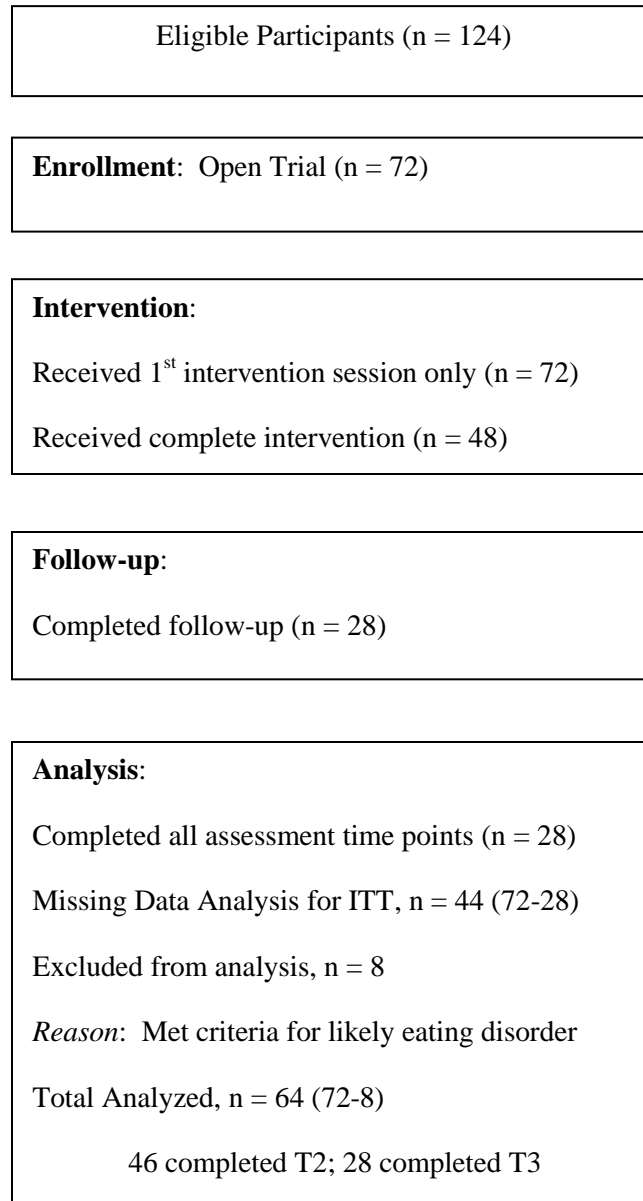 Eligible Participants (n = 124)
Enrollment: Open Trial (n = 72)
Intervention:
Received 1st intervention session only (n = 72)
Received complete intervention (n = 48)
Follow-up:
Completed follow-up (n = 28)
Analysis:
Completed all assessment time points (n = 28)
Missing Data Analysis for ITT, n = 44 (72-28)
Excluded from analysis, n = 8
Reason: Met criteria for likely eating disorder
Total Analyzed, n = 64 (72-8)
46 completed T2; 28 completed T3